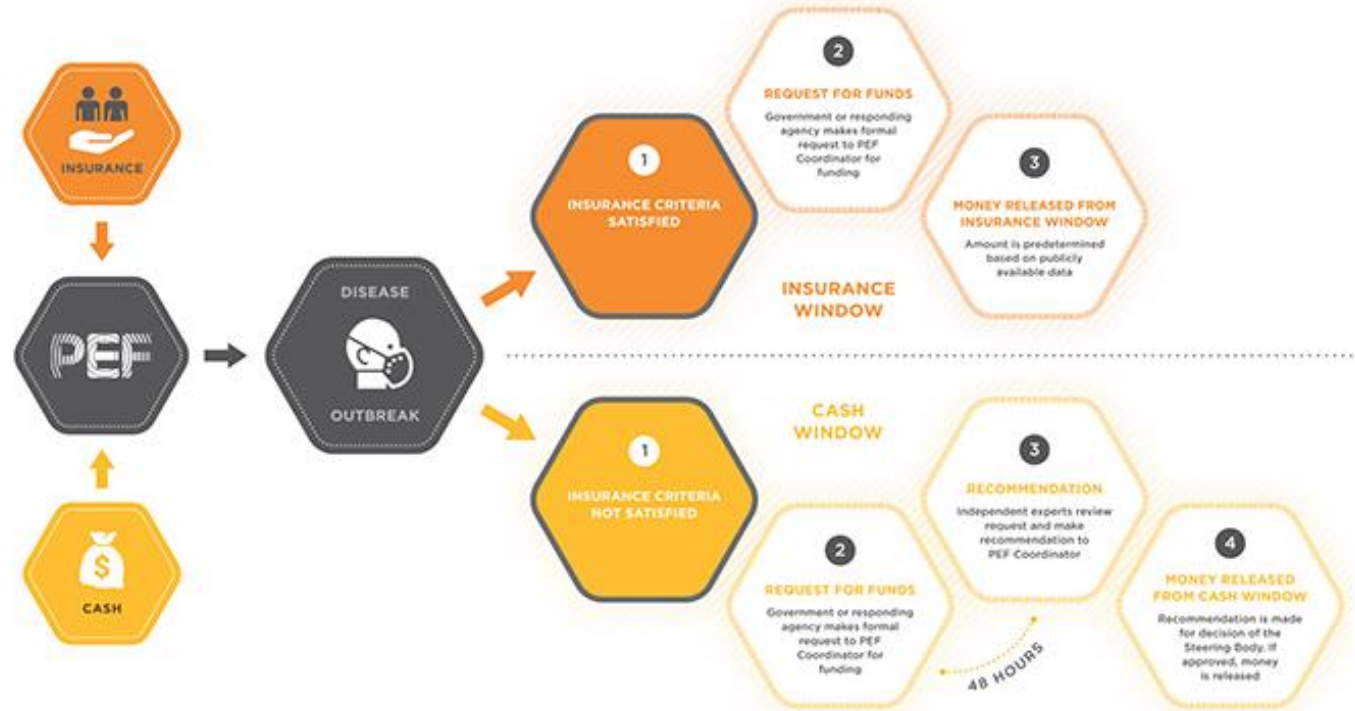 INSURANCE
PEF
$
CASH
DISEASE
OUTBREAK
1
INSURANCE CRITERIA
SATISFIED
2
REQUEST FOR FUNDS
Government or responding
agency makes formal
request to PEF
Coordinator for
funding
3
MONEY RELEASED FROM
INSURANCE WINDOW
Amount is predetermined
based on publicly
available data
INSURANCE
WINDOW
CASH
WINDOW
1
INSURANCE CRITERIA
NOT SATISFIED
2
REQUEST FOR FUNDS
Government or responding
agency makes formal
request to PEF
Coordinator for
funding
48 HOURS
3
RECOMMENDATION
Independent experts review
request and make
recommendation to
PEF Coordinator
4
MONEY RELEASED
FROM CASH WINDOW
Recommendation is made
for decision of the
Steering Body. If
approved, money
is released